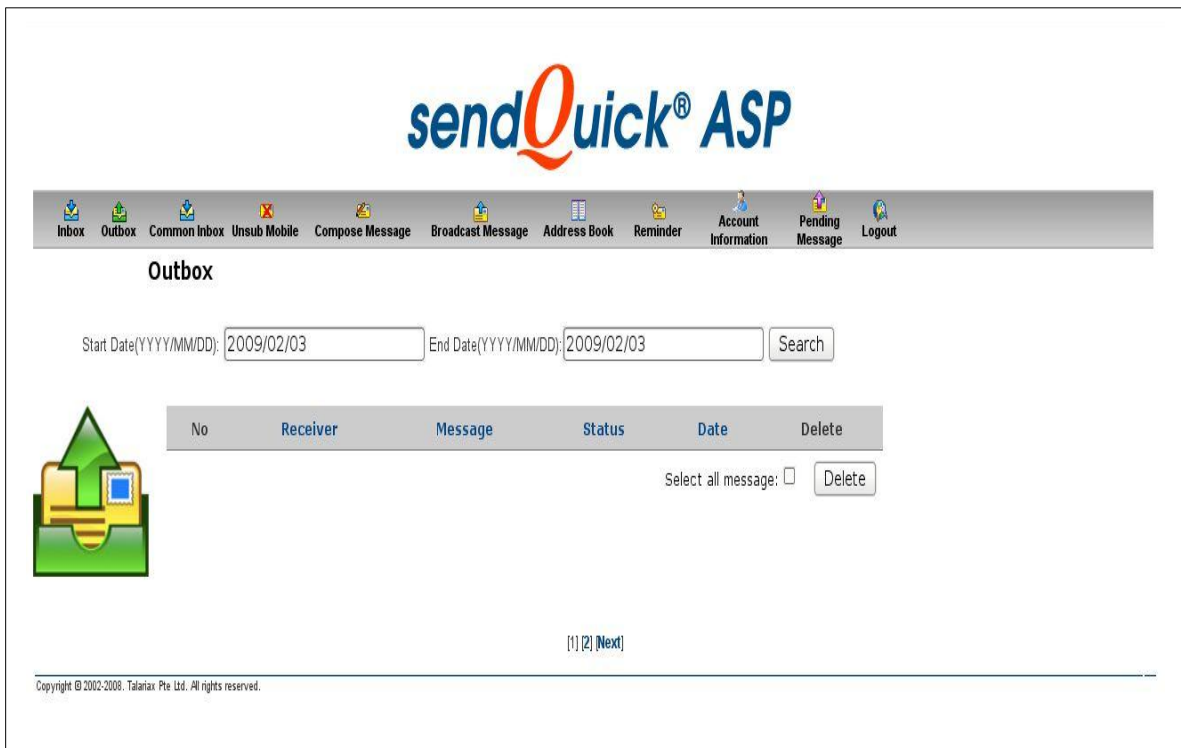 sendQuick® ASP
Inbox Outbox Common Inbox Unsub Mobile Compose Message Broadcast Message Address Book Reminder Account Information Pending Message Logout
Outbox
Start Date(YYYY/MM/DD): 2009/02/03 End Date(YYYY/MM/DD): 2009/02/03 Search
No Receiver Message Status Date Delete
Select all message: Delete
[1] [2] [Next]
Copyright © 2002-2008. Talariax Pte Ltd. All rights reserved.